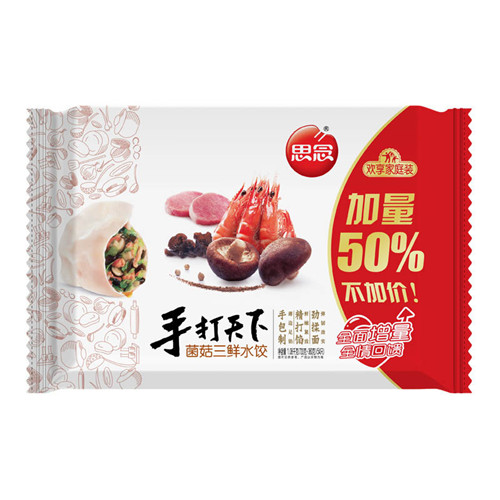 思念
®
欢享家庭装
加量
50%
不加价！
手打天下
菌菇三鲜水饺
手包制
精打馅
劲揉面
全面增量
全情口馈